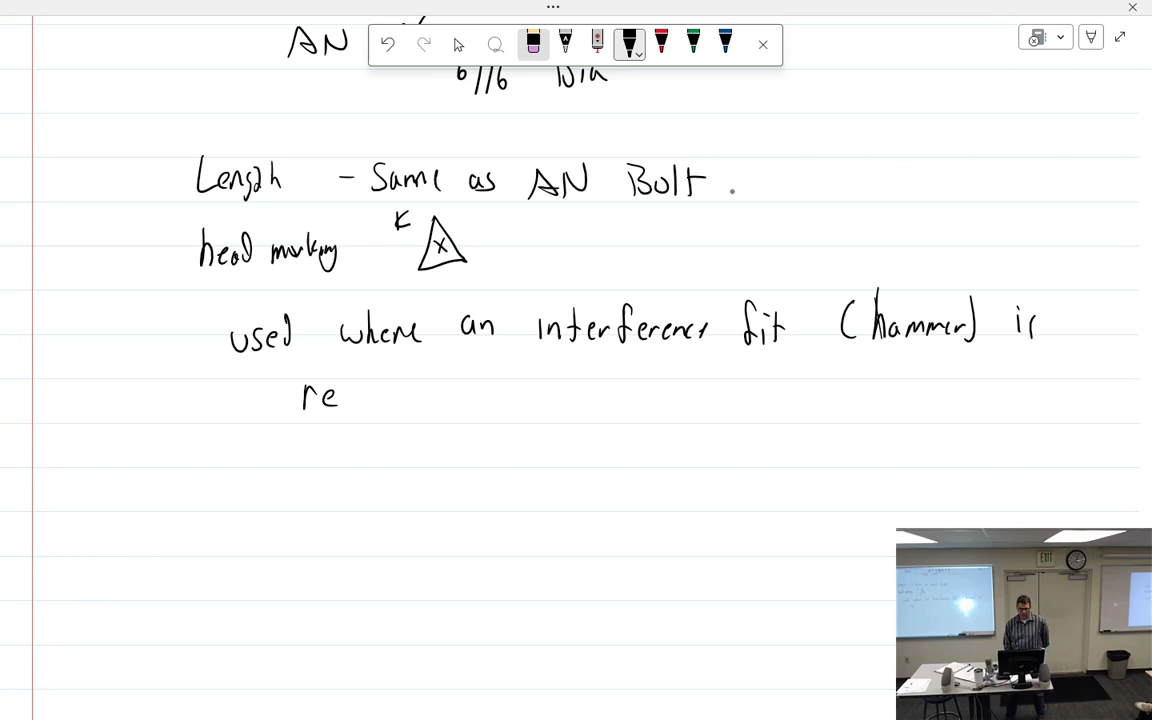 AN
6/16 Dia
Length - Same as AN Bolt.
head marking X
used where an interference fit (hammer) is
re
EXIT